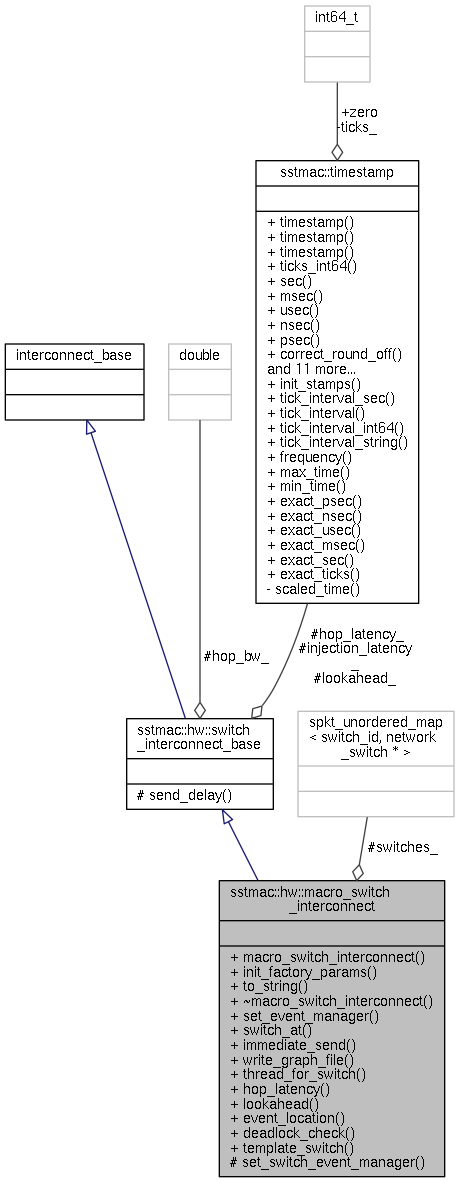 int64_t
+zero
-ticks_
sstmac::timestamp
+ timestamp()
+ timestamp()
+ timestamp()
+ ticks_int64()
+ sec()
+ msec()
+ usec()
+ nsec()
+ psec()
+ correct_round_off()
and 11 more...
+ init_stamps()
+ tick_interval_sec()
+ tick_interval()
+ tick_interval_int64()
+ tick_interval_string()
+ frequency()
+ max_time()
+ min_time()
+ exact_psec()
+ exact_nsec()
+ exact_usec()
+ exact_msec()
+ exact_sec()
+ exact_ticks()
- scaled_time()
interconnect_base
double
#hop_bw_
#hop_latency_
#injection_latency
_
#lookahead_
sstmac::hw::switch
_interconnect_base
# send_delay()
spkt_unordered_map
< switch_id, network
_switch * >
#switches_
sstmac::hw::macro_switch
_interconnect
+ macro_switch_interconnect()
+ init_factory_params()
+ to_string()
+ ~macro_switch_interconnect()
+ set_event_manager()
+ switch_at()
+ immediate_send()
+ write_graph_file()
+ thread_for_switch()
+ hop_latency()
+ lookahead()
+ event_location()
+ deadlock_check()
+ template_switch()
# set_switch_event_manager()